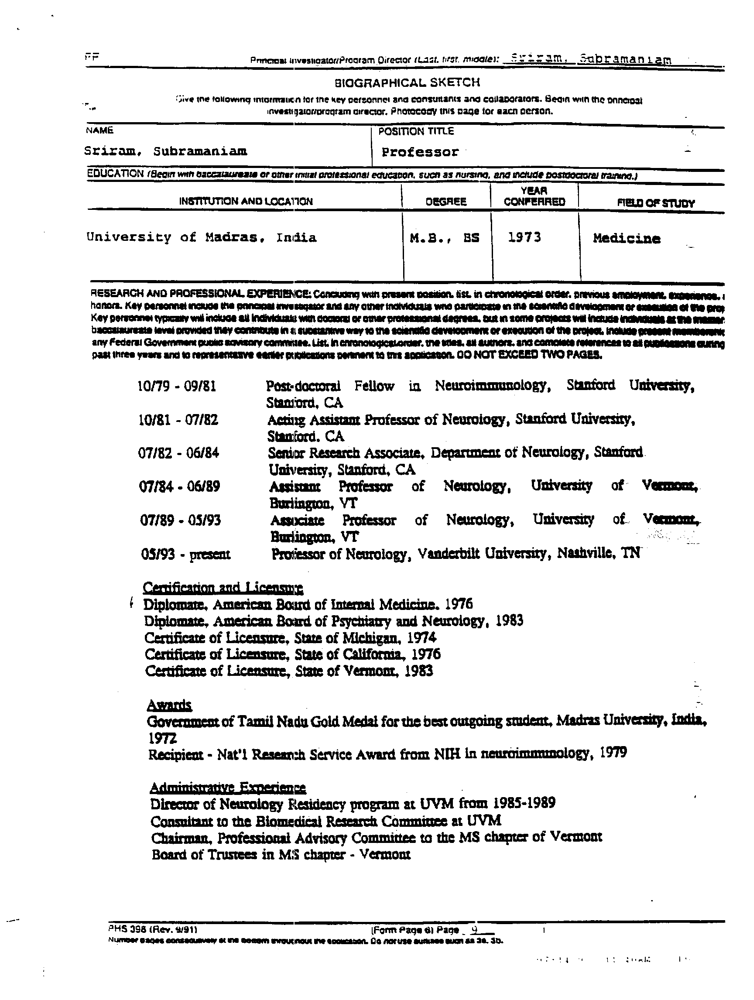 FF
Principal Investigator/Program Director (Last, first, middle): Sriram, Subramaniam
BIOGRAPHICAL SKETCH
Give the following information for the key personnel and consultants and collaborators. Begin with the principal
investigator/program director. Photocopy this page for each person.
NAME
POSITION TITLE
Sriram, Subramaniam
Professor
EDUCATION (Begin with baccalaureate or other initial professional education, such as nursing, and include postdoctoral training.)
INSTITUTION AND LOCATION
DEGREE
YEAR
CONFERRED
FIELD OF STUDY
University of Madras, India
M.B., BS
1973
Medicine
RESEARCH AND PROFESSIONAL EXPERIENCE: Concluding with present position, list, in chronological order, previous employment, experience,
honors. Key personnel include the principal investigator and any other individuals who participate in the scientific development or execution of the
Key personnel typically will include all individuals with doctoral or other professional degrees, but in some projects will include individuals at the
baccalaureate level provided they contribute in a substantive way to the scientific development or execution of the project. Include present
any Federal Government public advisory committee. List, in chronological order, the titles, all authors, and complete references to all publications during
past three years and to representative earlier publications pertinent to this application. DO NOT EXCEED TWO PAGES.
10/79 - 09/81 Post-doctoral Fellow in Neuroimmunology, Stanford University,
Stanford, CA
10/81 - 07/82 Acting Assistant Professor of Neurology, Stanford University,
Stanford, CA
07/82 - 06/84 Senior Research Associate, Department of Neurology, Stanford
University, Stanford, CA
07/84 - 06/89 Assistant Professor of Neurology, University of Vermont,
Burlington, VT
07/89 - 05/93 Associate Professor of Neurology, University of Vermont,
Burlington, VT
05/93 - present Professor of Neurology, Vanderbilt University, Nashville, TN
Certification and Licensure
Diplomate, American Board of Internal Medicine, 1976
Diplomate, American Board of Psychiatry and Neurology, 1983
Certificate of Licensure, State of Michigan, 1974
Certificate of Licensure, State of California, 1976
Certificate of Licensure, State of Vermont, 1983
Awards
Government of Tamil Nadu Gold Medal for the best outgoing student, Madras University, India,
1972
Recipient - Nat'l Research Service Award from NIH in neuroimmunology, 1979
Administrative Experience
Director of Neurology Residency program at UVM from 1985-1989
Consultant to the Biomedical Research Committee at UVM
Chairman, Professional Advisory Committee to the MS chapter of Vermont
Board of Trustees in MS chapter - Vermont
PHS 398 (Rev. 9/91)
(Form Page 6) Page 9
Number pages consecutively at the bottom throughout the application. Do not use suffixes such as 3a, 3b.